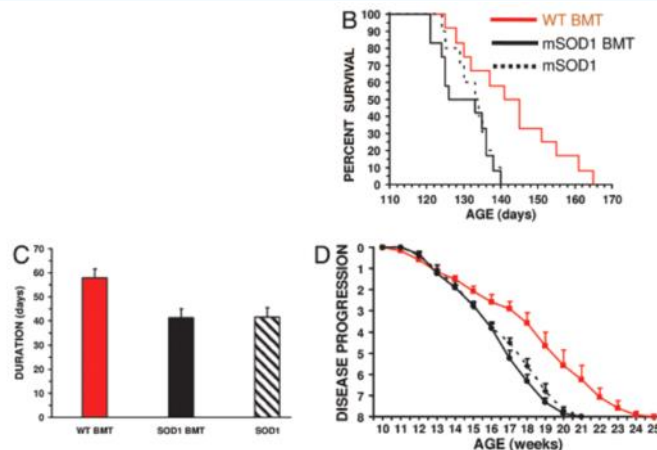 B
WT BMT
mSOD1 BMT
mSOD1
PERCENT SURVIVAL
100
90
80
70
60
50
40
30
20
10
0
110 120 130 140 150 160 170
AGE (days)
C
DURATION (days)
70
60
50
40
30
20
10
0
WT BMT SOD1 BMT SOD1
D
DISEASE PROGRESSION
0
1
2
3
4
5
6
7
8
10 11 12 13 14 15 16 17 18 19 20 21 22 23 24 25
AGE (weeks)